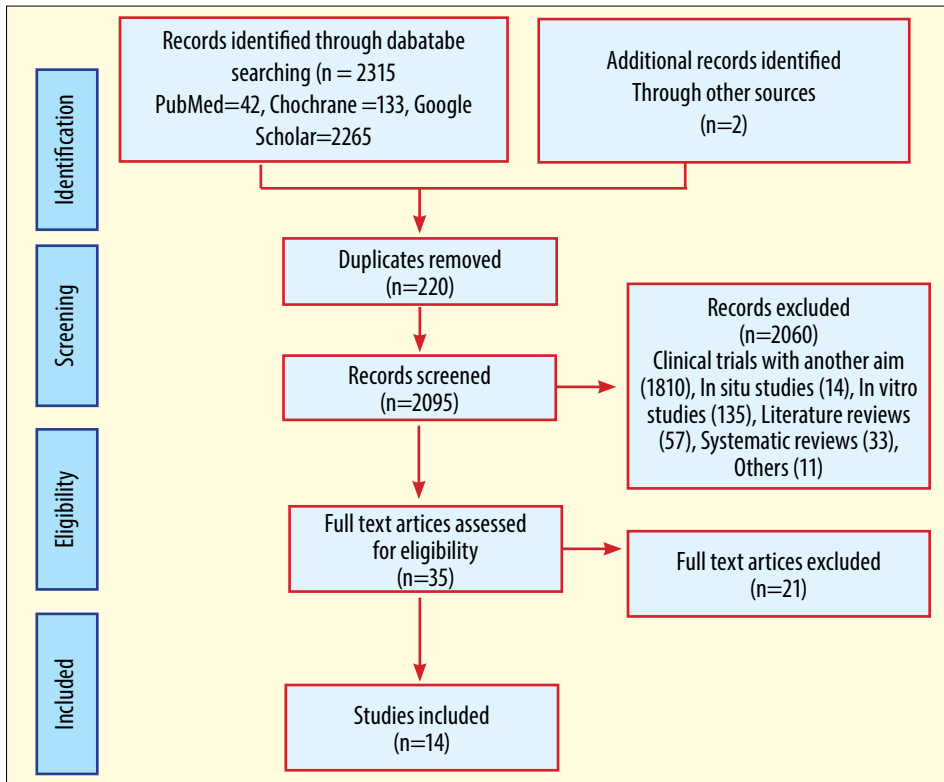 Identification
Records identified through dabatabe
searching (n = 2315
PubMed=42, Chochrane =133, Google
Scholar=2265
Additional records identified
Through other sources
(n=2)
Screening
Duplicates removed
(n=220)
Records screened
(n=2095)
Records excluded
(n=2060)
Clinical trials with another aim
(1810), In situ studies (14), In vitro
studies (135), Literature reviews
(57), Systematic reviews (33),
Others (11)
Eligibility
Full text artices assessed
for eligibility
(n=35)
Full text artices excluded
(n=21)
Included
Studies included
(n=14)